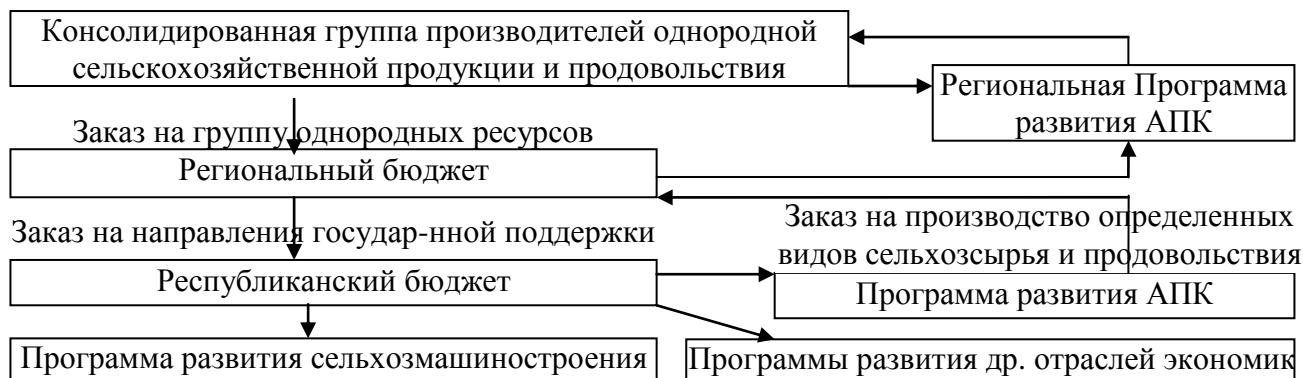 Консолидированная группа производителей однородной
сельскохозяйственной продукции и продовольствия
Региональная Программа
развития АПК
Заказ на группу однородных ресурсов
Региональный бюджет
Заказ на направления государ-нной поддержки
Заказ на производство определенных
видов сельхозсырья и продовольствия
Республиканский бюджет
Программа развития АПК
Программа развития сельхозмашиностроения
Программы развития др. отраслей экономик